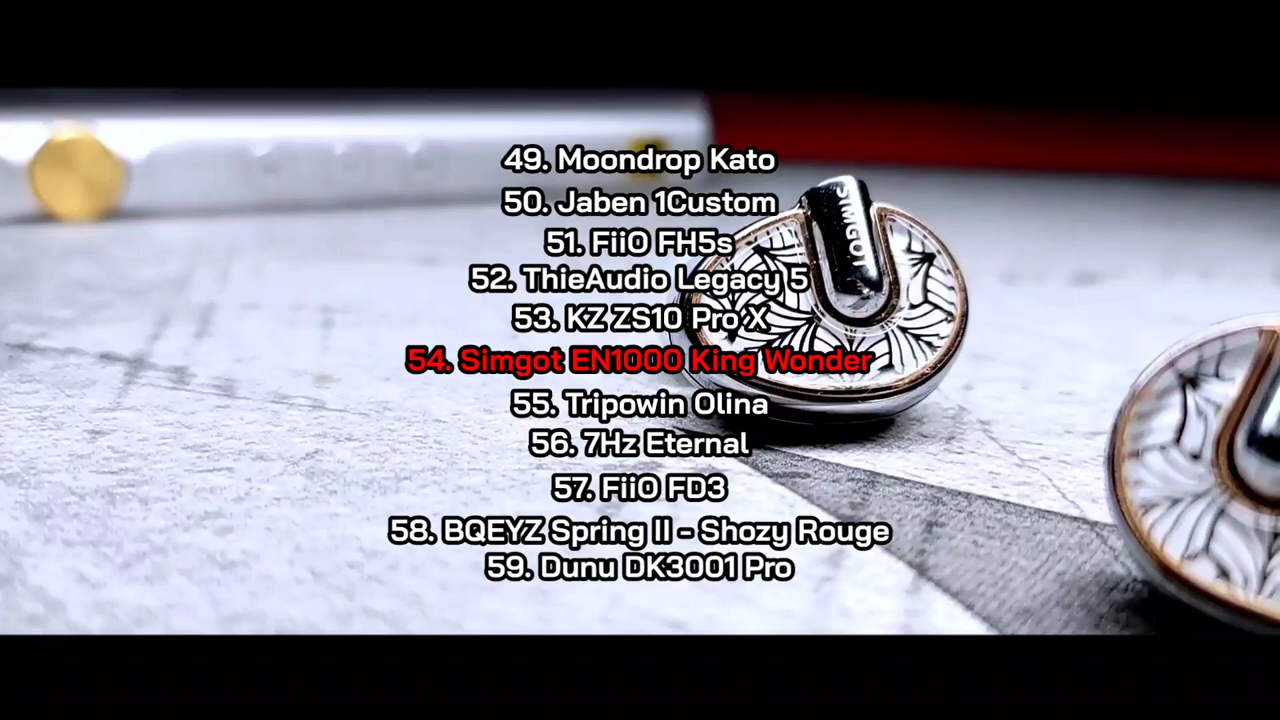 49. Moondrop Kato
50. Jaben 1Custom
51. FiiO FH5s
52. ThieAudio Legacy 5
53. KZ ZS10 Pro X
54. Simgot EN1000 King Wonder
55. Tripowin Olina
56. 7Hz Eternal
57. FiiO FD3
58. BQEYZ Spring II - Shozy Rouge
59. Dunu DK3001 Pro
SIMGOT